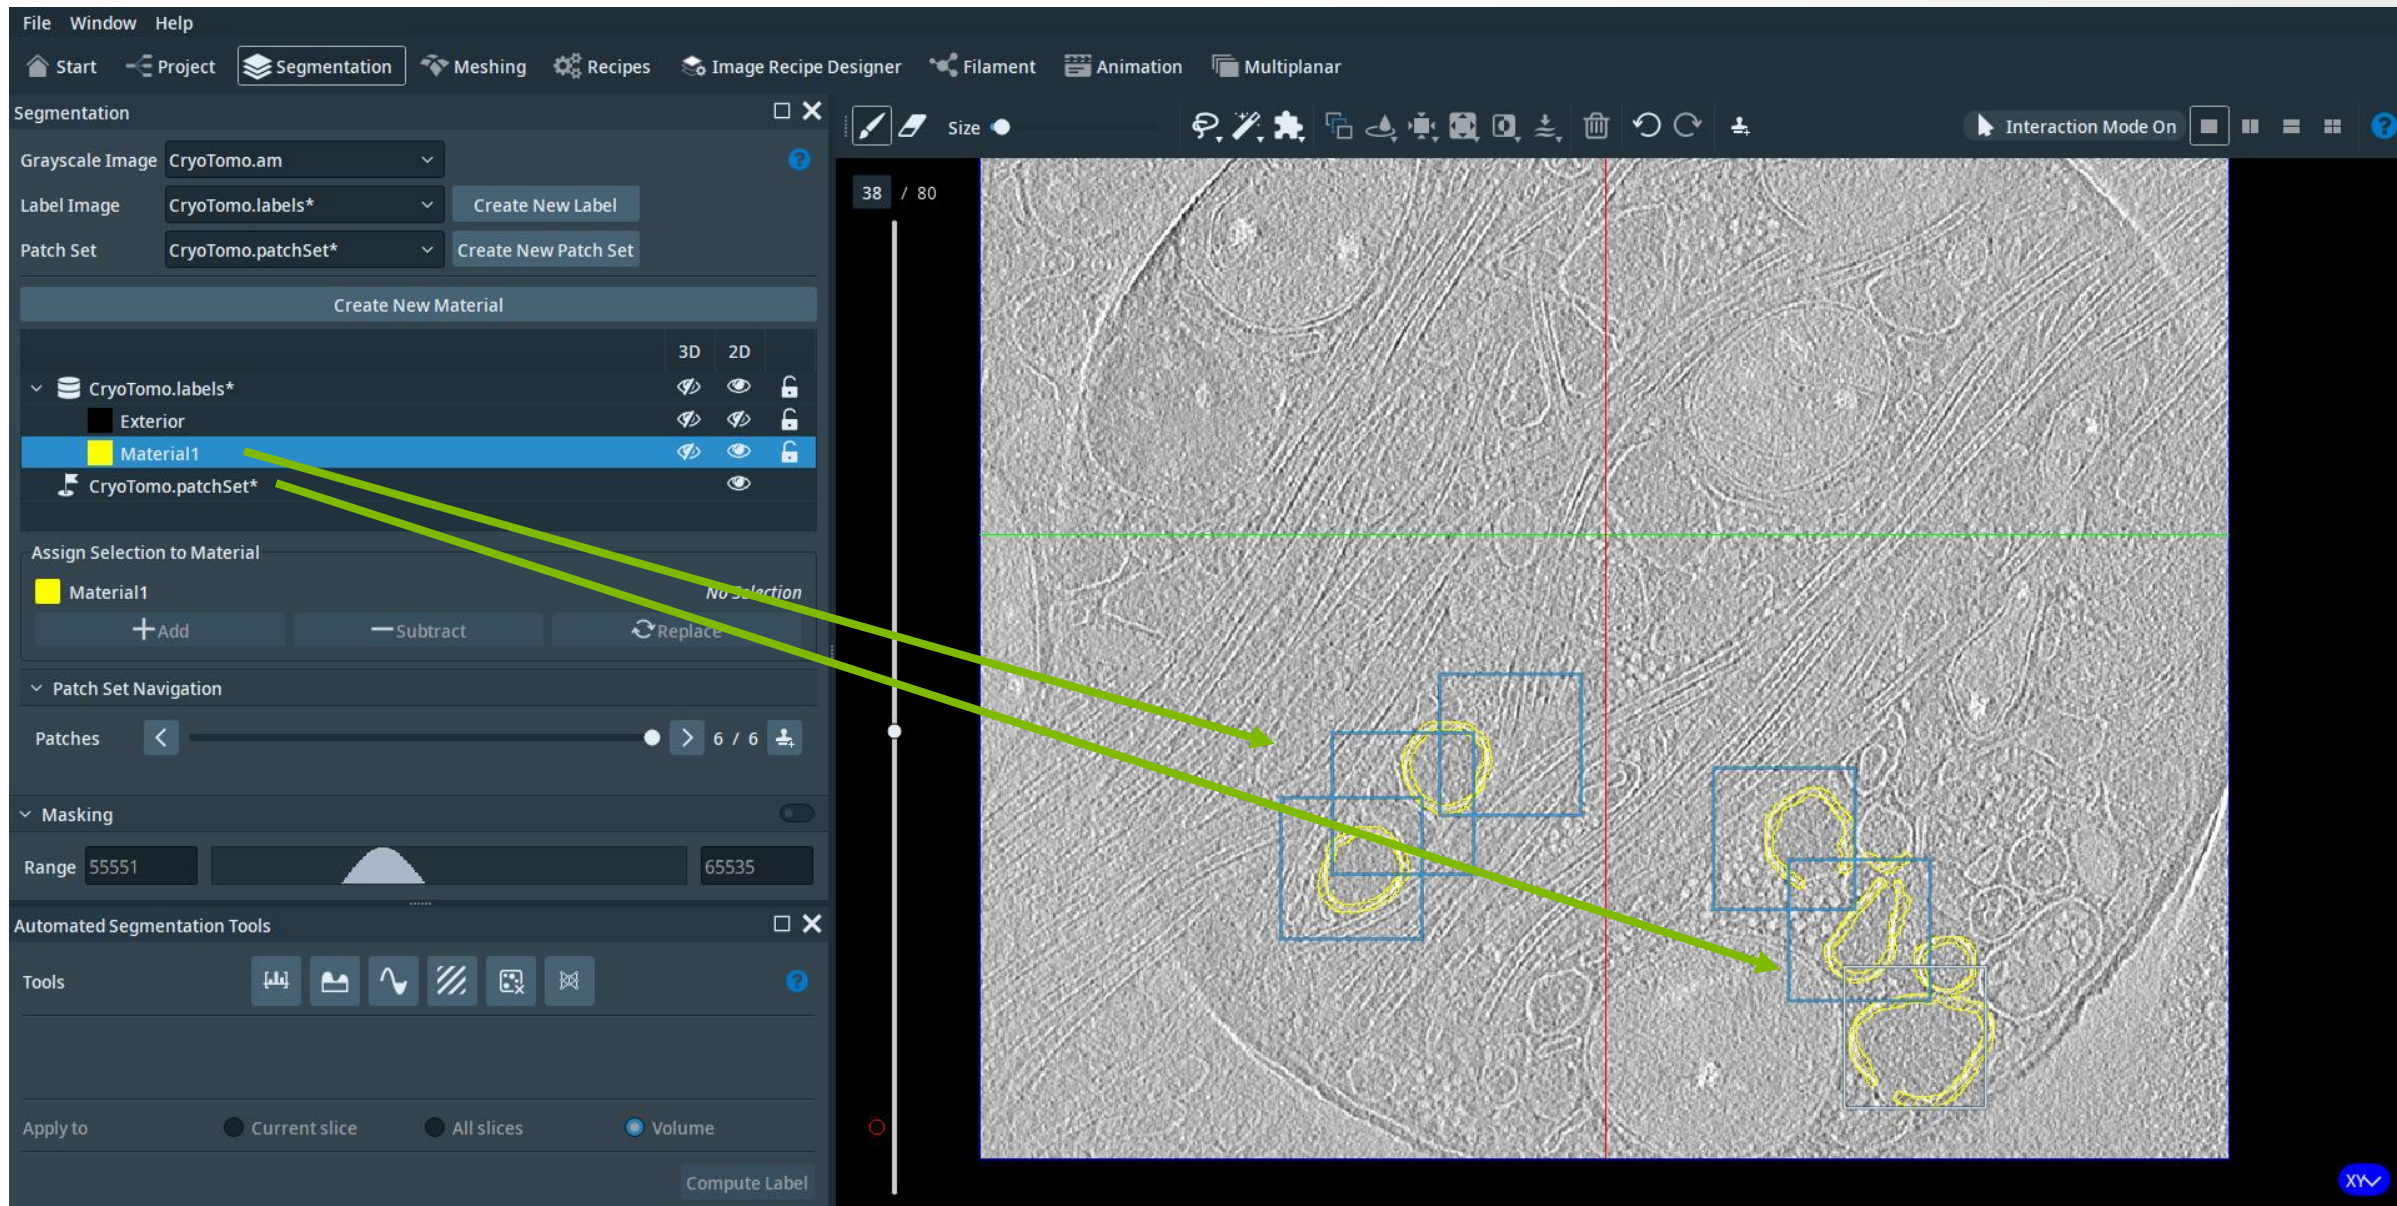 File Window Help
Start Project Segmentation Meshing Recipes Image Recipe Designer Filament Animation Multiplanar
Segmentation
Size
Interaction Mode On
Grayscale Image CryoTomo.am
Label Image CryoTomo.labels* Create New Label
38 / 80
Patch Set CryoTomo.patchSet* Create New Patch Set
Create New Material
3D 2D
CryoTomo.labels*
Exterior
Material1
CryoTomo.patchSet*
Assign Selection to Material
Material1 No Selection
Add Subtract Replace
Patch Set Navigation
Patches 6 / 6
Masking
Range 55551 65535
Automated Segmentation Tools
Tools
Apply to Current slice All slices Volume
Compute Label
XY